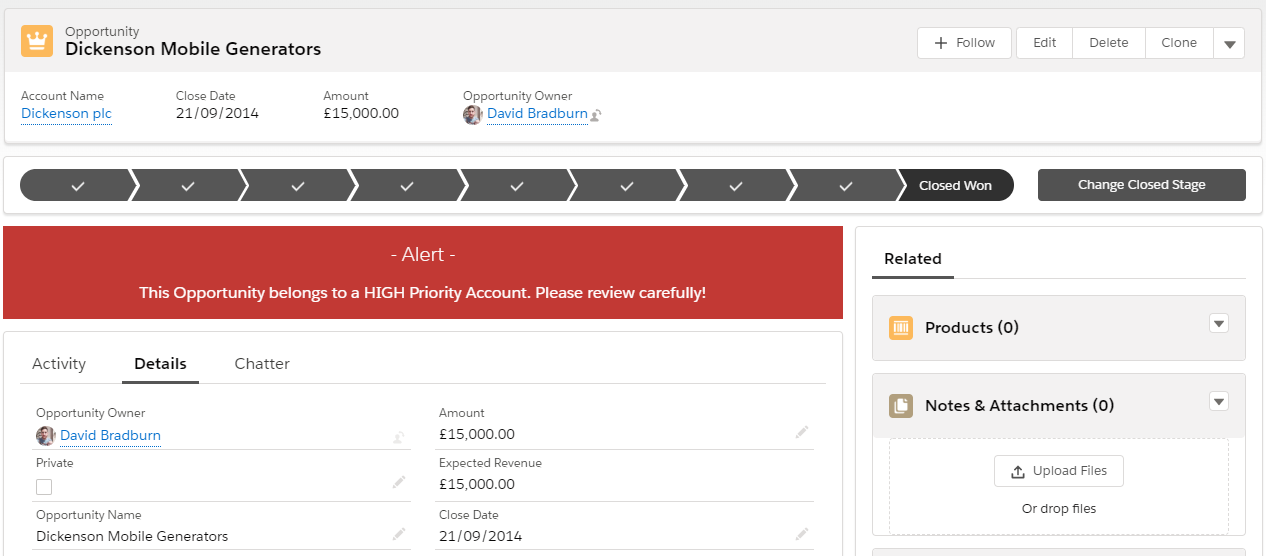 Opportunity
Dickenson Mobile Generators
Follow
Edit
Delete
Clone
Account Name
Close Date
Amount
Opportunity Owner
Dickenson plc
21/09/2014
£15,000.00
David Bradburn
Closed Won
Change Closed Stage
- Alert -
This Opportunity belongs to a HIGH Priority Account. Please review carefully!
Activity
Details
Chatter
Opportunity Owner
David Bradburn
Amount
£15,000.00
Private
Expected Revenue
£15,000.00
Opportunity Name
Dickenson Mobile Generators
Close Date
21/09/2014
Related
Products (0)
Notes & Attachments (0)
Upload Files
Or drop files